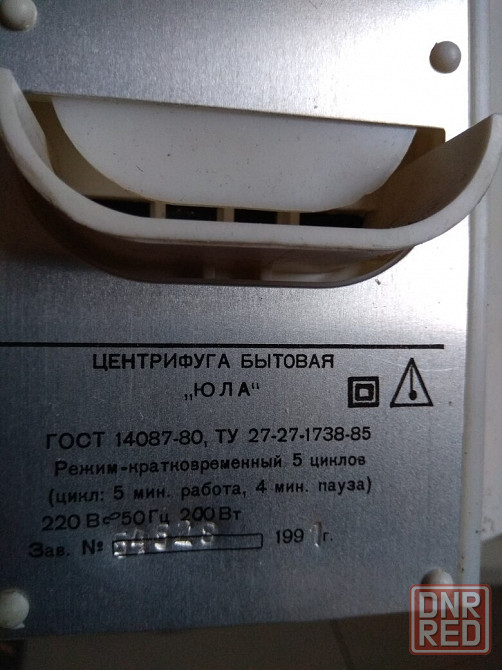 ЦЕНТРИФУГА БЫТОВАЯ
„ЮЛА“
ГОСТ 14087-80, ТУ 27-27-1738-85
Режим-кратковременный 5 циклов
(цикл: 5 мин. работа, 4 мин. пауза)
220 В ~ 50 Гц 200 Вт
Зав. № 1991 г.
DNR
RED